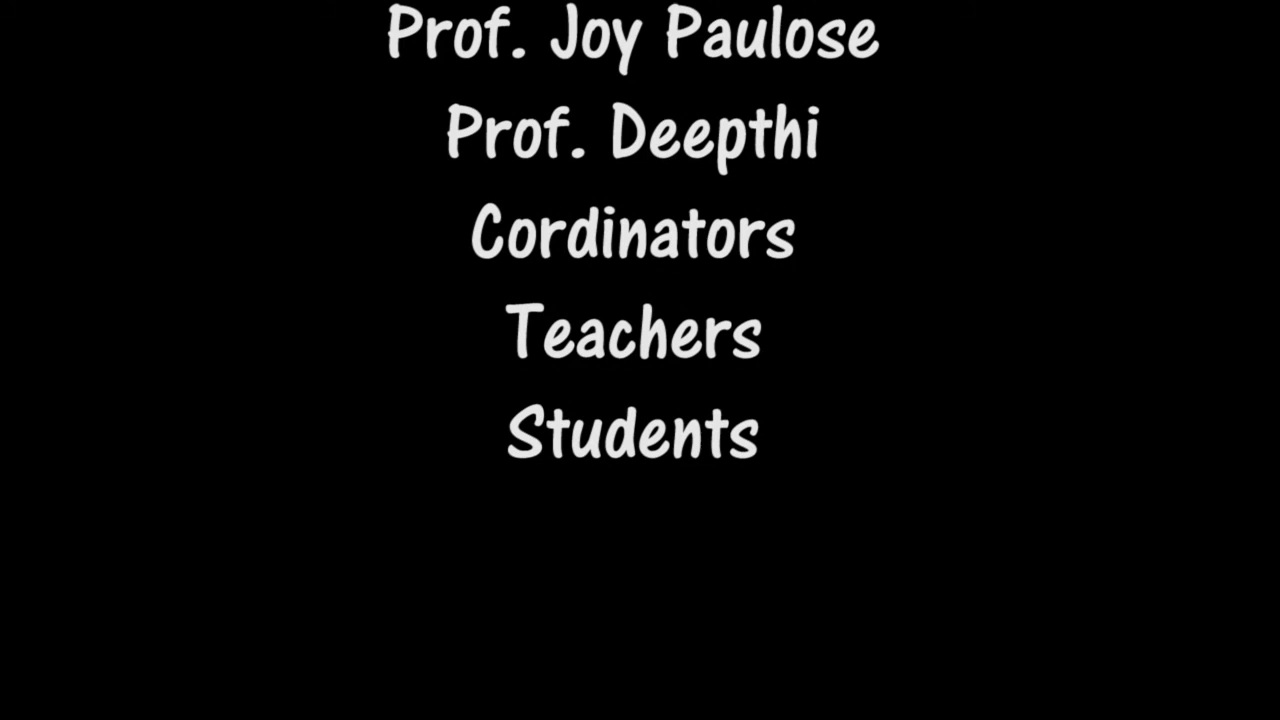 Prof. Joy Paulose
Prof. Deepthi
Cordinators
Teachers
Students